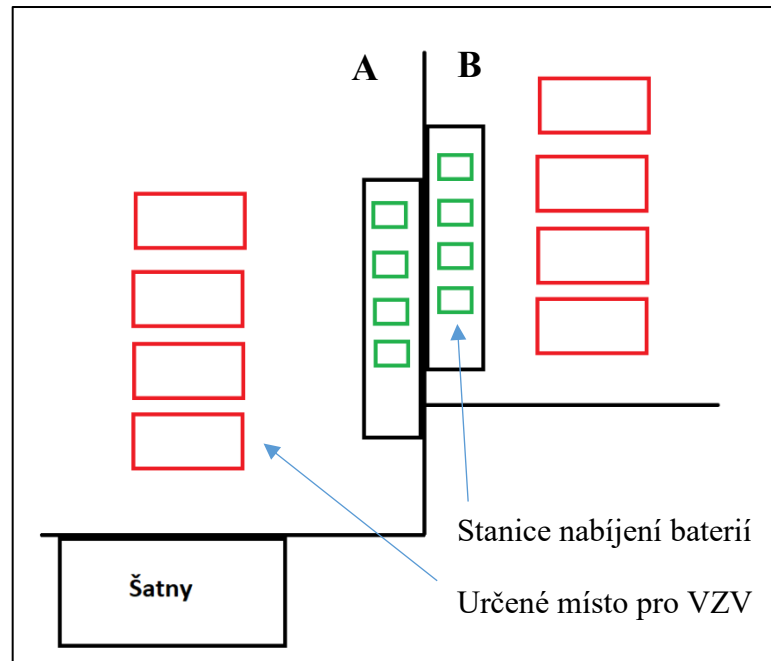 A
B
Stanice nabíjení baterií
Šatny
Určené místo pro VZV